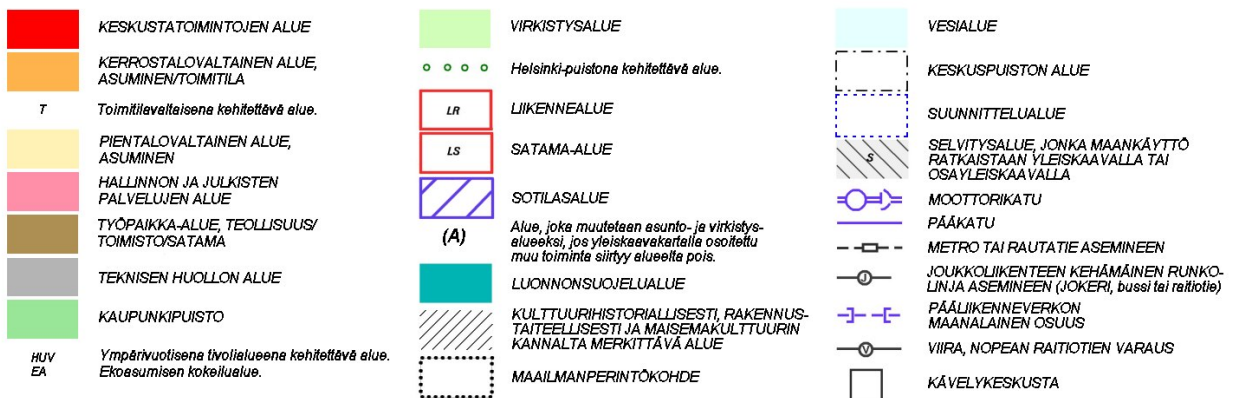 KESKUSTATOIMINTOJEN ALUE
KERROSTALOVALTAINEN ALUE,
ASUMINEN/TOIMITILA
T Toimitilavaltaisena kehitettävä alue.
PIENTALOVALTAINEN ALUE,
ASUMINEN
HALLINNON JA JULKISTEN
PALVELUJEN ALUE
TYÖPAIKKA-ALUE, TEOLLISUUS/
TOIMISTO/SATAMA
TEKNISEN HUOLLON ALUE
KAUPUNKIPUISTO
HUV Ympärivuotisena tivolialueena kehitettävä alue.
EA Ekoasumisen kokeilualue.
VIRKISTYSALUE
Helsinki-puistona kehitettävä alue.
LR LIIKENNEALUE
LS SATAMA-ALUE
SOTILASALUE
(A) Alue, joka muutetaan asunto- ja virkistys-
alueeksi, jos yleiskaavakartalla osoitettu
muu toiminta siirtyy alueelta pois.
LUONNONSUOJELUALUE
KULTTUURIHISTORIALLISESTI, RAKENNUS-
TAITEELLISESTI JA MAISEMAKULTTUURIN
KANNALTA MERKITTÄVÄ ALUE
MAAILMANPERINTÖKOHDE
VESIALUE
KESKUSPUISTON ALUE
SUUNNITTELUALUE
S SELVITYSALUE, JONKA MAANKÄYTTÖ
RATKAISTAAN YLEISKAAVALLA TAI
OSAYLEISKAAVALLA
MOOTTORIKATU
PÄÄKATU
METRO TAI RAUTATIE ASEMINEEN
J JOUKKOLIIKENTEEN KEHÄMÄINEN RUNKO-
LINJA ASEMINEEN (JOKERI, bussi tai raitiotie)
PÄÄLIIKENNEVERKON
MAANALAINEN OSUUS
V VIIRA, NOPEAN RAITIOTIEN VARAUS
KÄVELYKESKUSTA